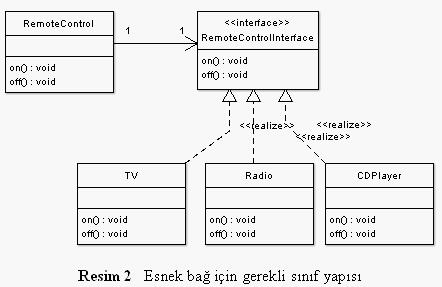 RemoteControl
on() : void
off() : void
1
1
<<interface>>
RemoteControlInterface
on() : void
off() : void
<<realize>>
<<realize>>
<<realize>>
TV
on() : void
off() : void
Radio
on() : void
off() : void
CDPlayer
on() : void
off() : void
Resim 2 Esnek bağ için gerekli sınıf yapısı